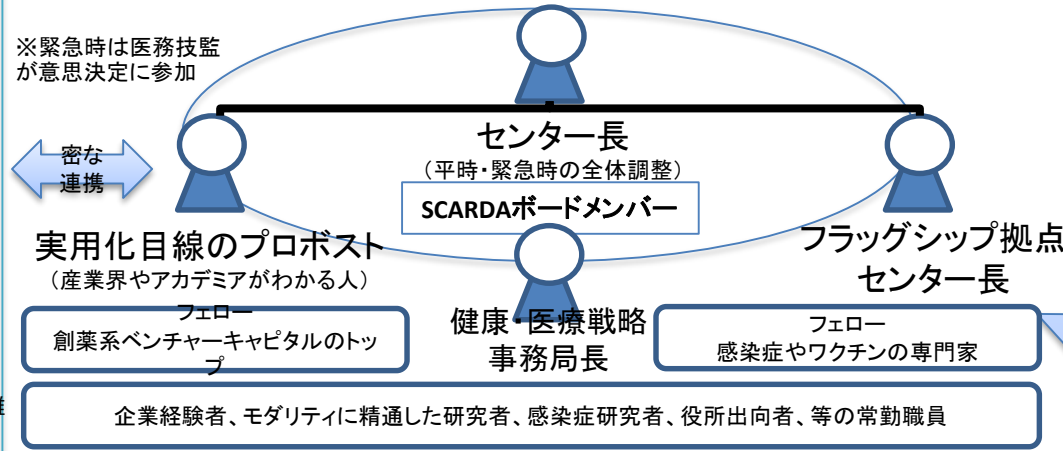 ※緊急時は医務技監
が意思決定に参加
密な
連携
センター長
（平時・緊急時の全体調整）
SCARDAボードメンバー
実用化目線のプロボスト
（産業界やアカデミアがわかる人）
フラッグシップ拠点
センター長
フェロー
創薬系ベンチャーキャピタルのトッ
プ
健康・医療戦略
事務局長
フェロー
感染症やワクチンの専門家
企業経験者、モダリティに精通した研究者、感染症研究者、役所出向者、等の常勤職員